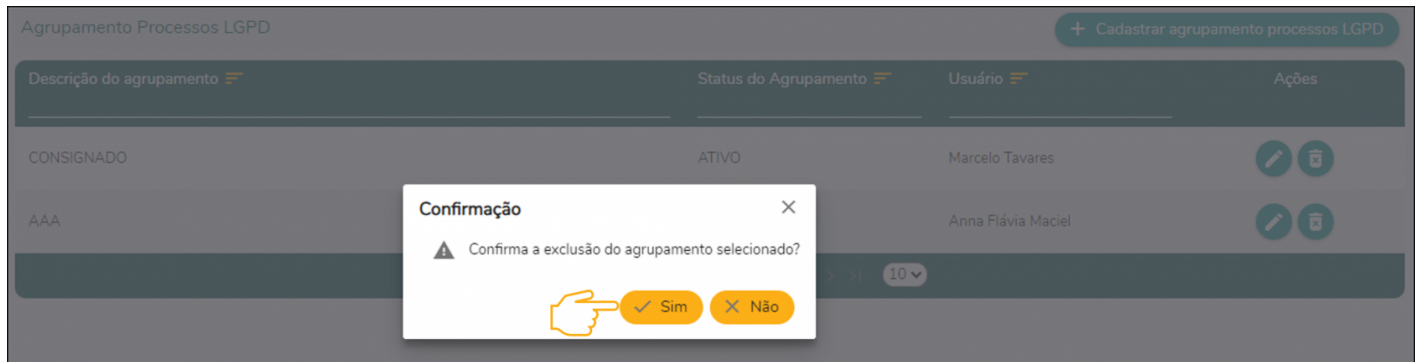 Agrupamento Processos LGPD
+ Cadastrar agrupamento processos LGPD
Descrição do agrupamento Status do Agrupamento Usuário Ações
CONSIGNADO ATIVO Marcelo Tavares
AAA Anna Flávia Maciel
Confirmação
Confirma a exclusão do agrupamento selecionado?
10
Sim Não